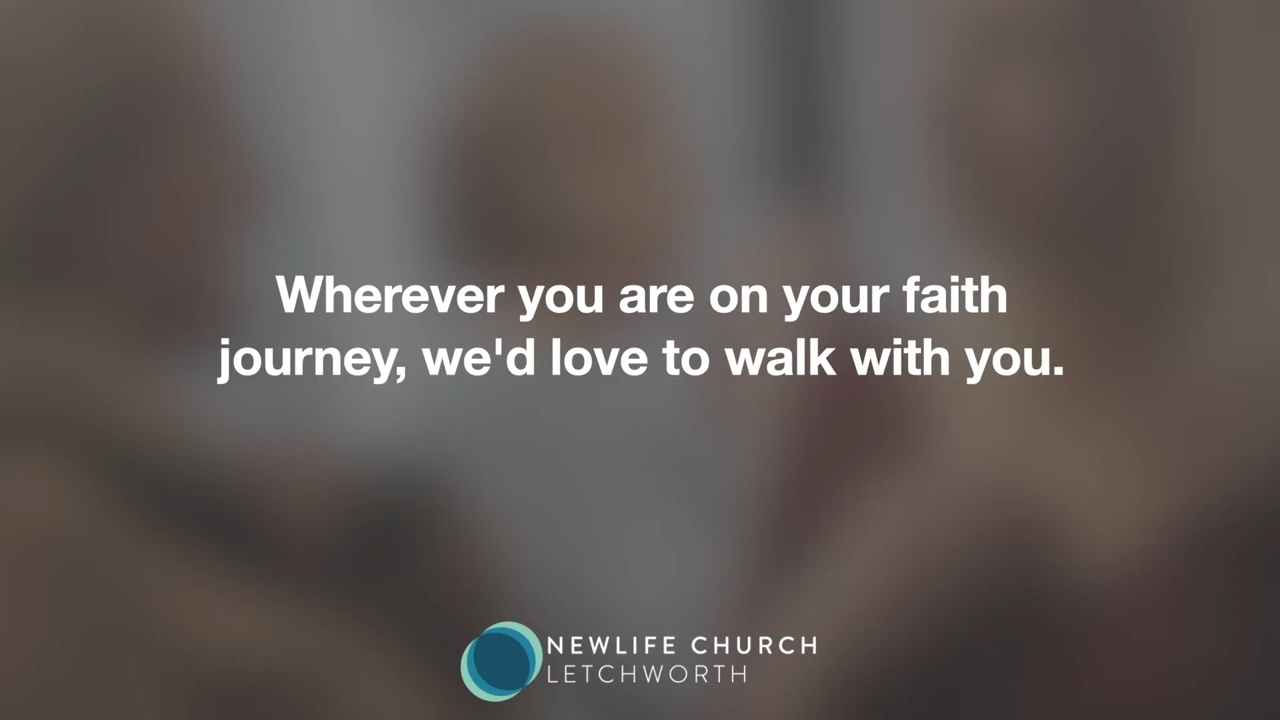 Wherever you are on your faith
journey, we'd love to walk with you.
NEWLIFE CHURCH
LETCHWORTH